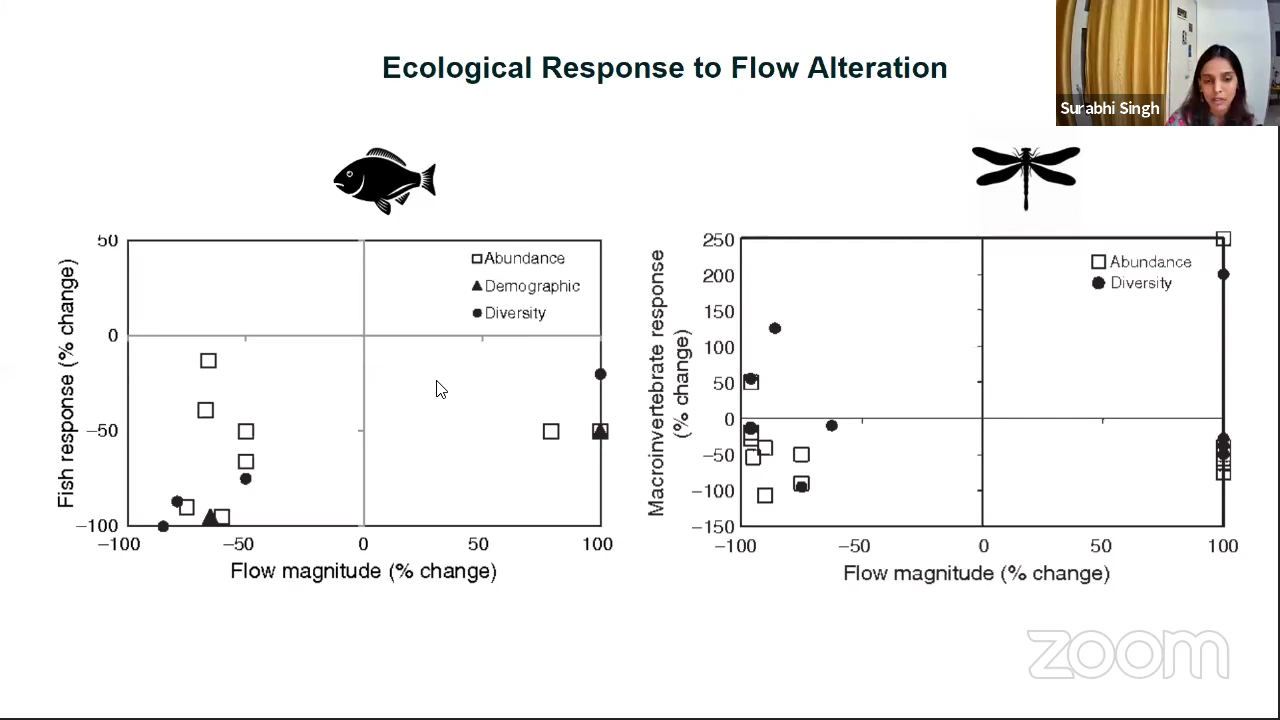 Ecological Response to Flow Alteration
Surabhi Singh
50
0
−50
−100
Fish response (% change)
Abundance
Demographic
Diversity
−100
−50
0
50
100
Flow magnitude (% change)
250
200
150
100
50
0
−50
−100
−150
Macroinvertebrate response
(% change)
Abundance
Diversity
−100
−50
0
50
100
Flow magnitude (% change)
zoom